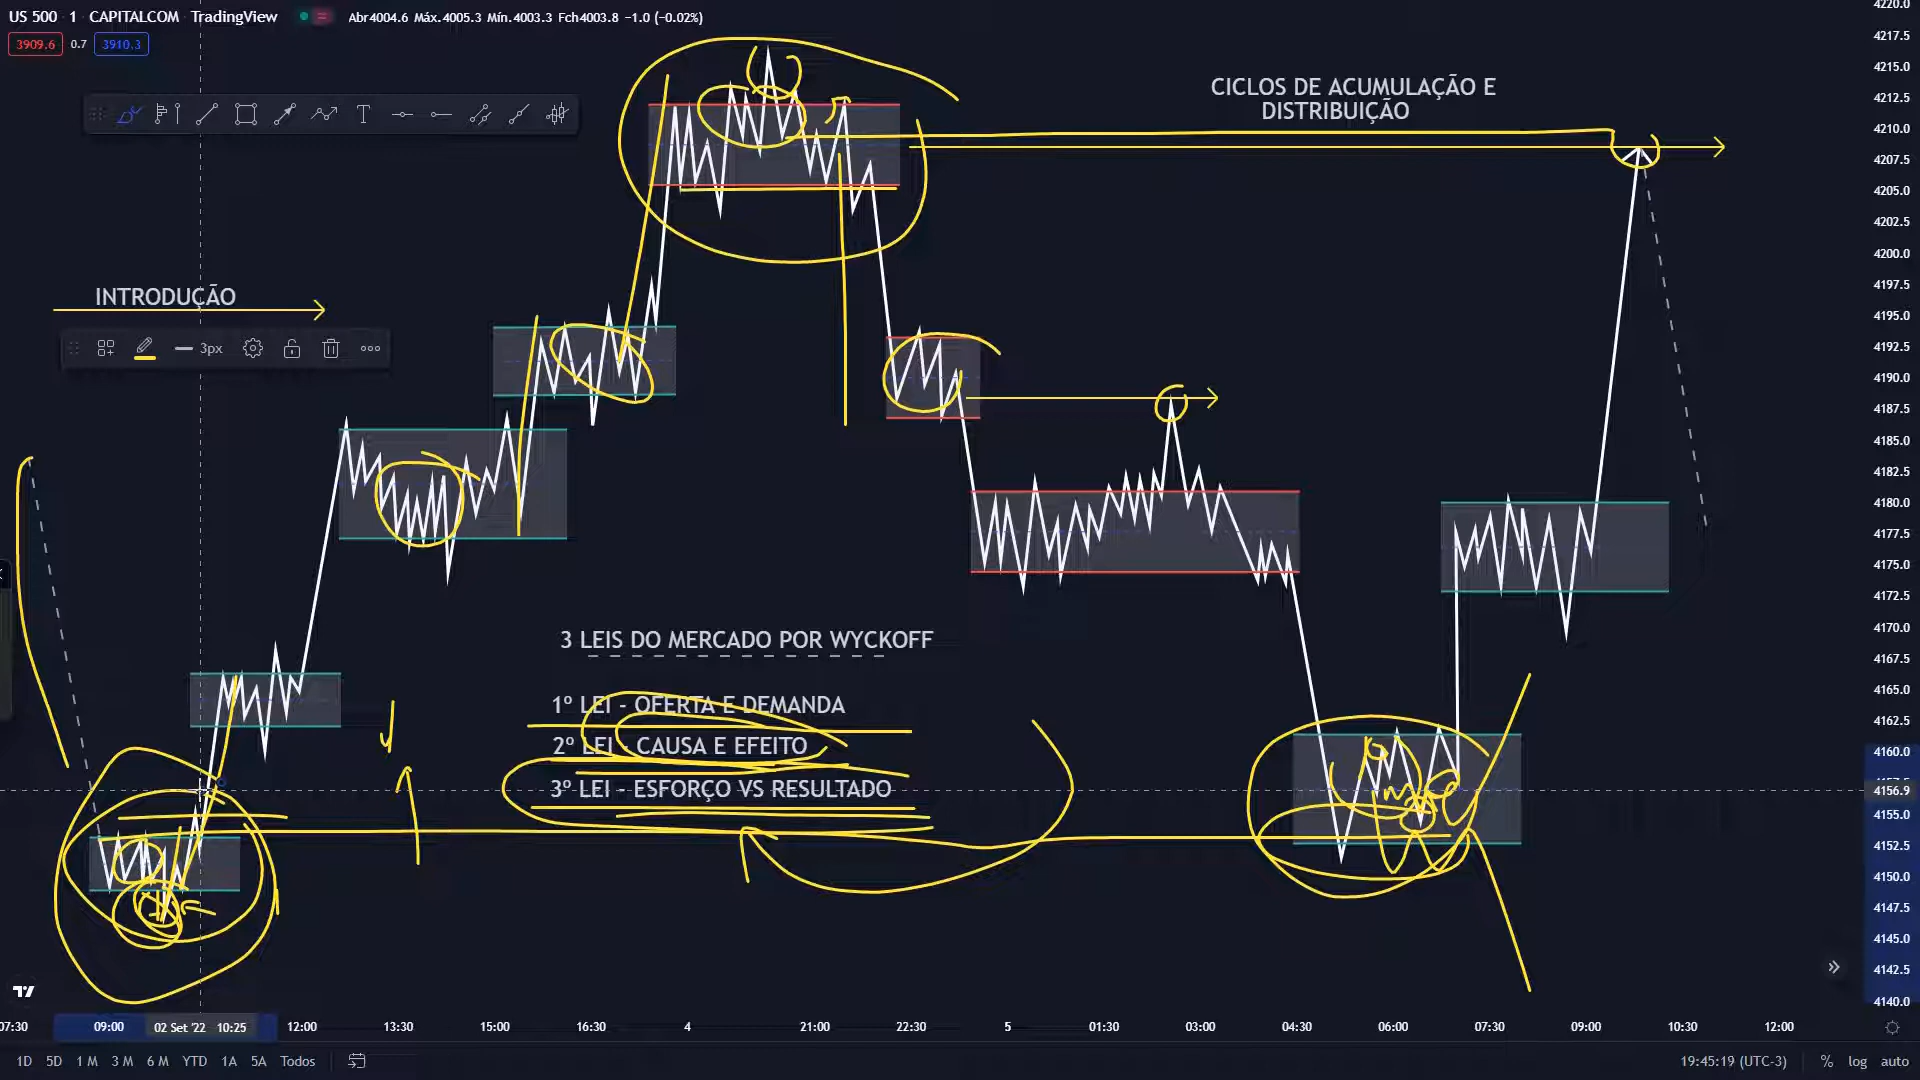 US 500 · 1 · CAPITALCOM · TradingView
Abr4004.6 Máx.4005.3 Mín.4003.3 Fch4003.8 −1.0 (−0.02%)
3909.6 0.7 3910.3
CICLOS DE ACUMULAÇÃO E
DISTRIBUIÇÃO
INTRODUÇÃO
3px
3 LEIS DO MERCADO POR WYCKOFF
1º LEI - OFERTA E DEMANDA
2º LEI - CAUSA E EFEITO
3º LEI - ESFORÇO VS RESULTADO
4220.0
4217.5
4215.0
4212.5
4210.0
4207.5
4205.0
4202.5
4200.0
4197.5
4195.0
4192.5
4190.0
4187.5
4185.0
4182.5
4180.0
4177.5
4175.0
4172.5
4170.0
4167.5
4165.0
4162.5
4160.0
4156.9
4155.0
4152.5
4150.0
4147.5
4145.0
4142.5
4140.0
07:30 09:00 02 Set '22 10:25 12:00 13:30 15:00 16:30 4 21:00 22:30 5 01:30 03:00 04:30 06:00 07:30 09:00 10:30 12:00
1D 5D 1 M 3 M 6 M YTD 1A 5A Todos 19:45:19 (UTC-3) % log auto